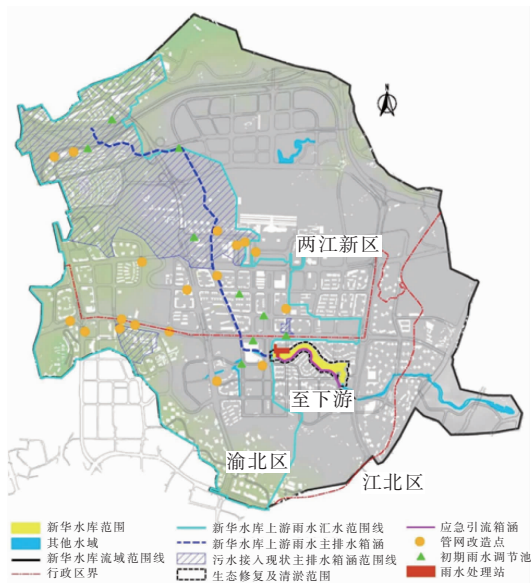 两江新区
至下游
渝北区
江北区
新华水库范围
其他水域
新华水库流域范围线
行政区界
新华水库上游雨水汇水范围线
新华水库上游雨水主排水箱涵
污水接入现状主排水箱涵范围线
生态修复及清淤范围
应急引流箱涵
管网改造点
初期雨水调节池
雨水处理站